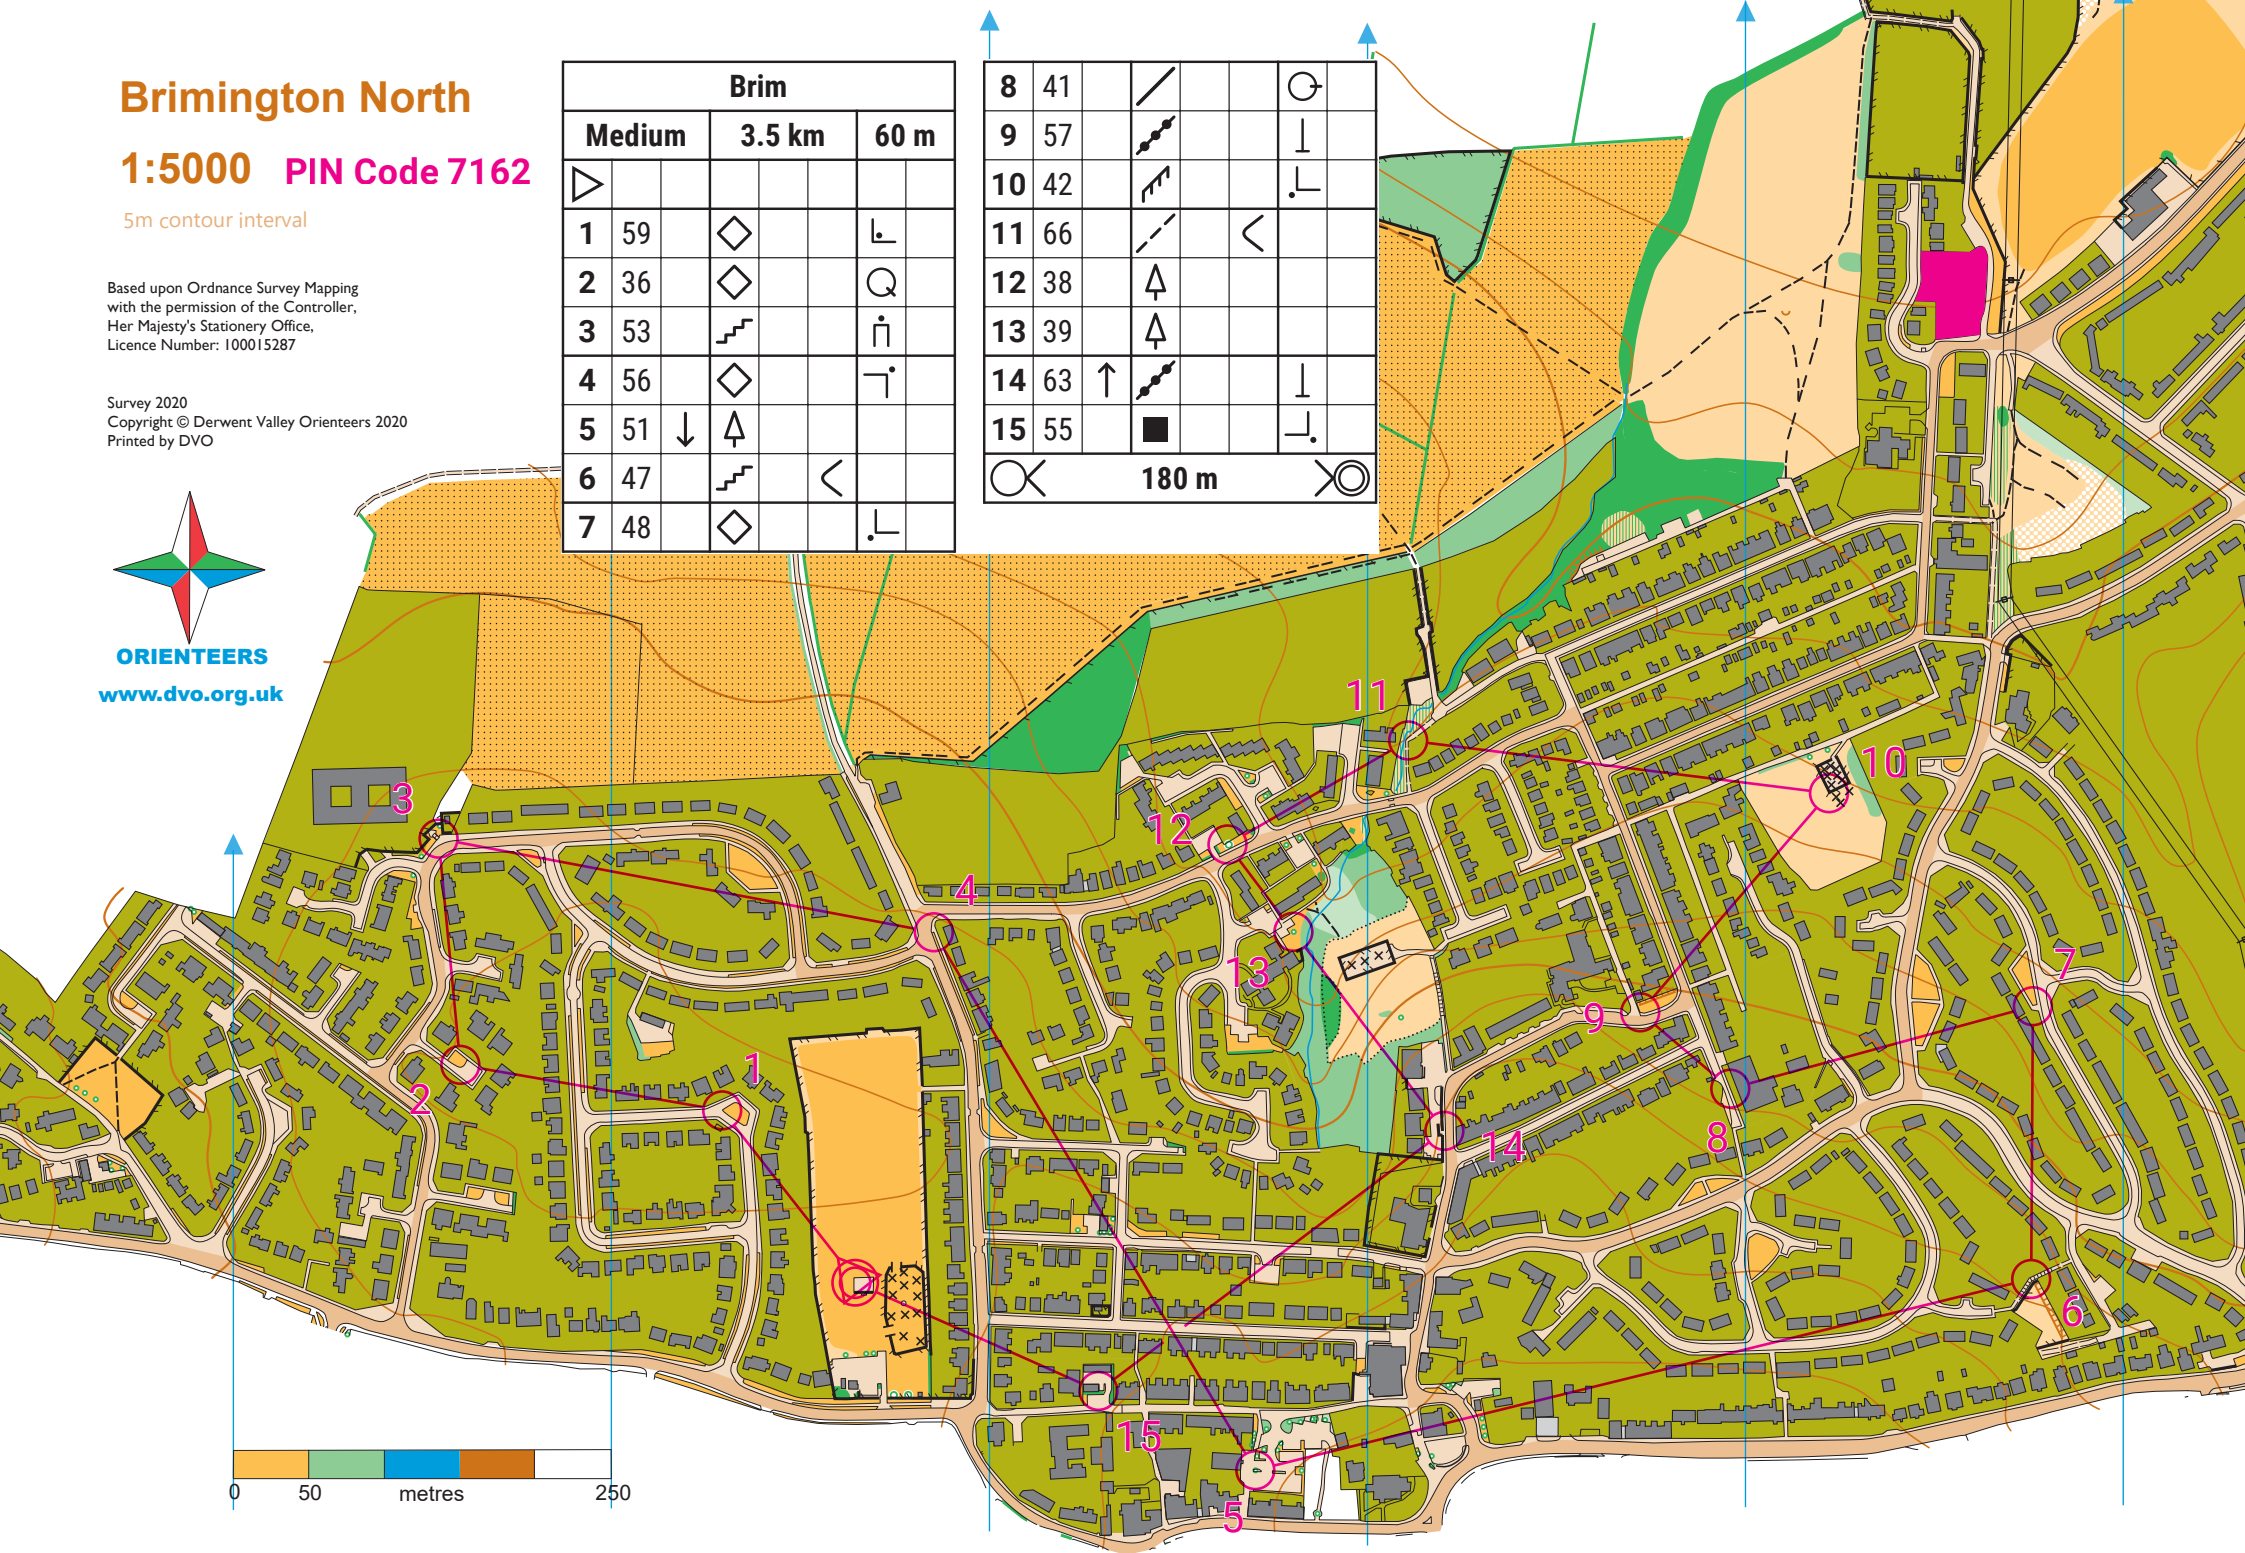 Brimington North
1:5000 PIN Code 7162
5m contour interval
Based upon Ordnance Survey Mapping
with the permission of the Controller,
Her Majesty's Stationery Office,
Licence Number: 100015287
Survey 2020
Copyright © Derwent Valley Orienteers 2020
Printed by DVO
ORIENTEERS
www.dvo.org.uk
Brim
Medium 3.5 km 60 m
1 59
2 36
3 53
4 56
5 51
6 47
7 48
8 41
9 57
10 42
11 66
12 38
13 39
14 63
15 55
180 m
11
10
3
12
4
13
7
9
1
2
8
14
6
15
5
0 50 metres 250